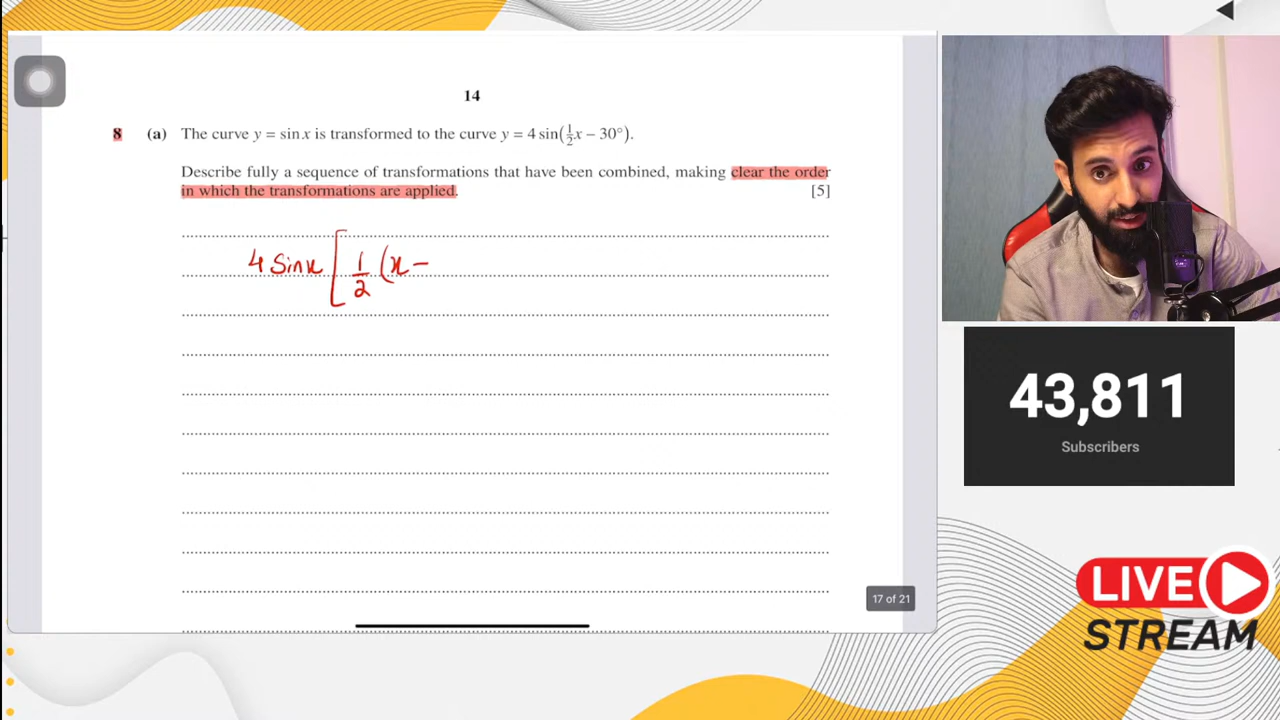 14
8 (a) The curve y = sin x is transformed to the curve y = 4 sin(½x − 30°).
Describe fully a sequence of transformations that have been combined, making clear the order
in which the transformations are applied. [5]
4 Sinx [ 1/2 (x −
17 of 21
43,811
Subscribers
LIVE
STREAM